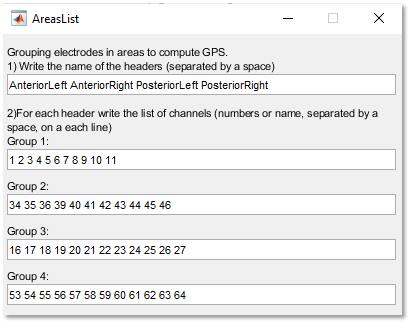 AreasList
Grouping electrodes in areas to compute GPS.
1) Write the name of the headers (separated by a space)
AnteriorLeft AnteriorRight PosteriorLeft PosteriorRight
2)For each header write the list of channels (numbers or name, separated by a
space, on a each line)
Group 1:
1 2 3 4 5 6 7 8 9 10 11
Group 2:
34 35 36 39 40 41 42 43 44 45 46
Group 3:
16 17 18 19 20 21 22 23 24 25 26 27
Group 4:
53 54 55 56 57 58 59 60 61 62 63 64